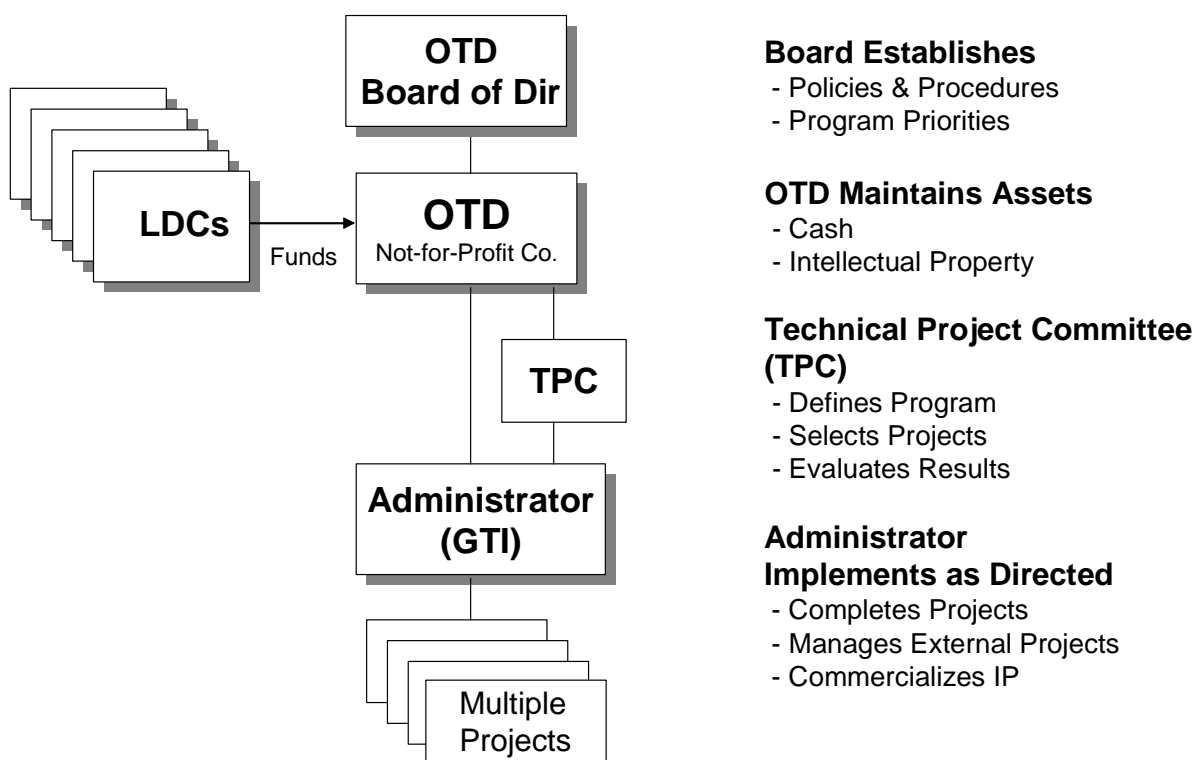 OTD
Board of Dir
LDCs
Funds
OTD
Not-for-Profit Co.
TPC
Administrator
(GTI)
Multiple
Projects
Board Establishes
- Policies & Procedures
- Program Priorities
OTD Maintains Assets
- Cash
- Intellectual Property
Technical Project Committee
(TPC)
- Defines Program
- Selects Projects
- Evaluates Results
Administrator
Implements as Directed
- Completes Projects
- Manages External Projects
- Commercializes IP